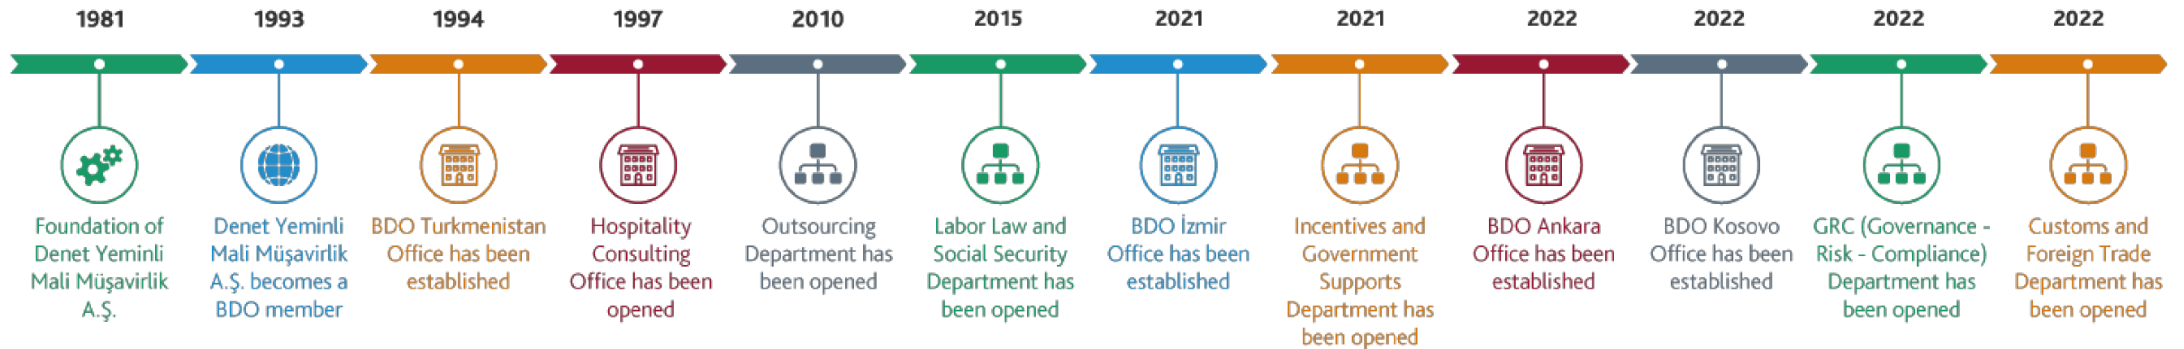 1981
1993
1994
1997
2010
2015
2021
2021
2022
2022
2022
2022
Foundation of
Denet Yeminli
Mali Müşavirlik
A.Ş.
Denet Yeminli
Mali Müşavirlik
A.Ş. becomes a
BDO member
BDO Turkmenistan
Office has been
established
Hospitality
Consulting
Office has been
opened
Outsourcing
Department has
been opened
Labor Law and
Social Security
Department has
been opened
BDO İzmir
Office has been
established
Incentives and
Government
Supports
Department has
been opened
BDO Ankara
Office has been
established
BDO Kosovo
Office has been
established
GRC (Governance -
Risk - Compliance)
Department has
been opened
Customs and
Foreign Trade
Department has
been opened